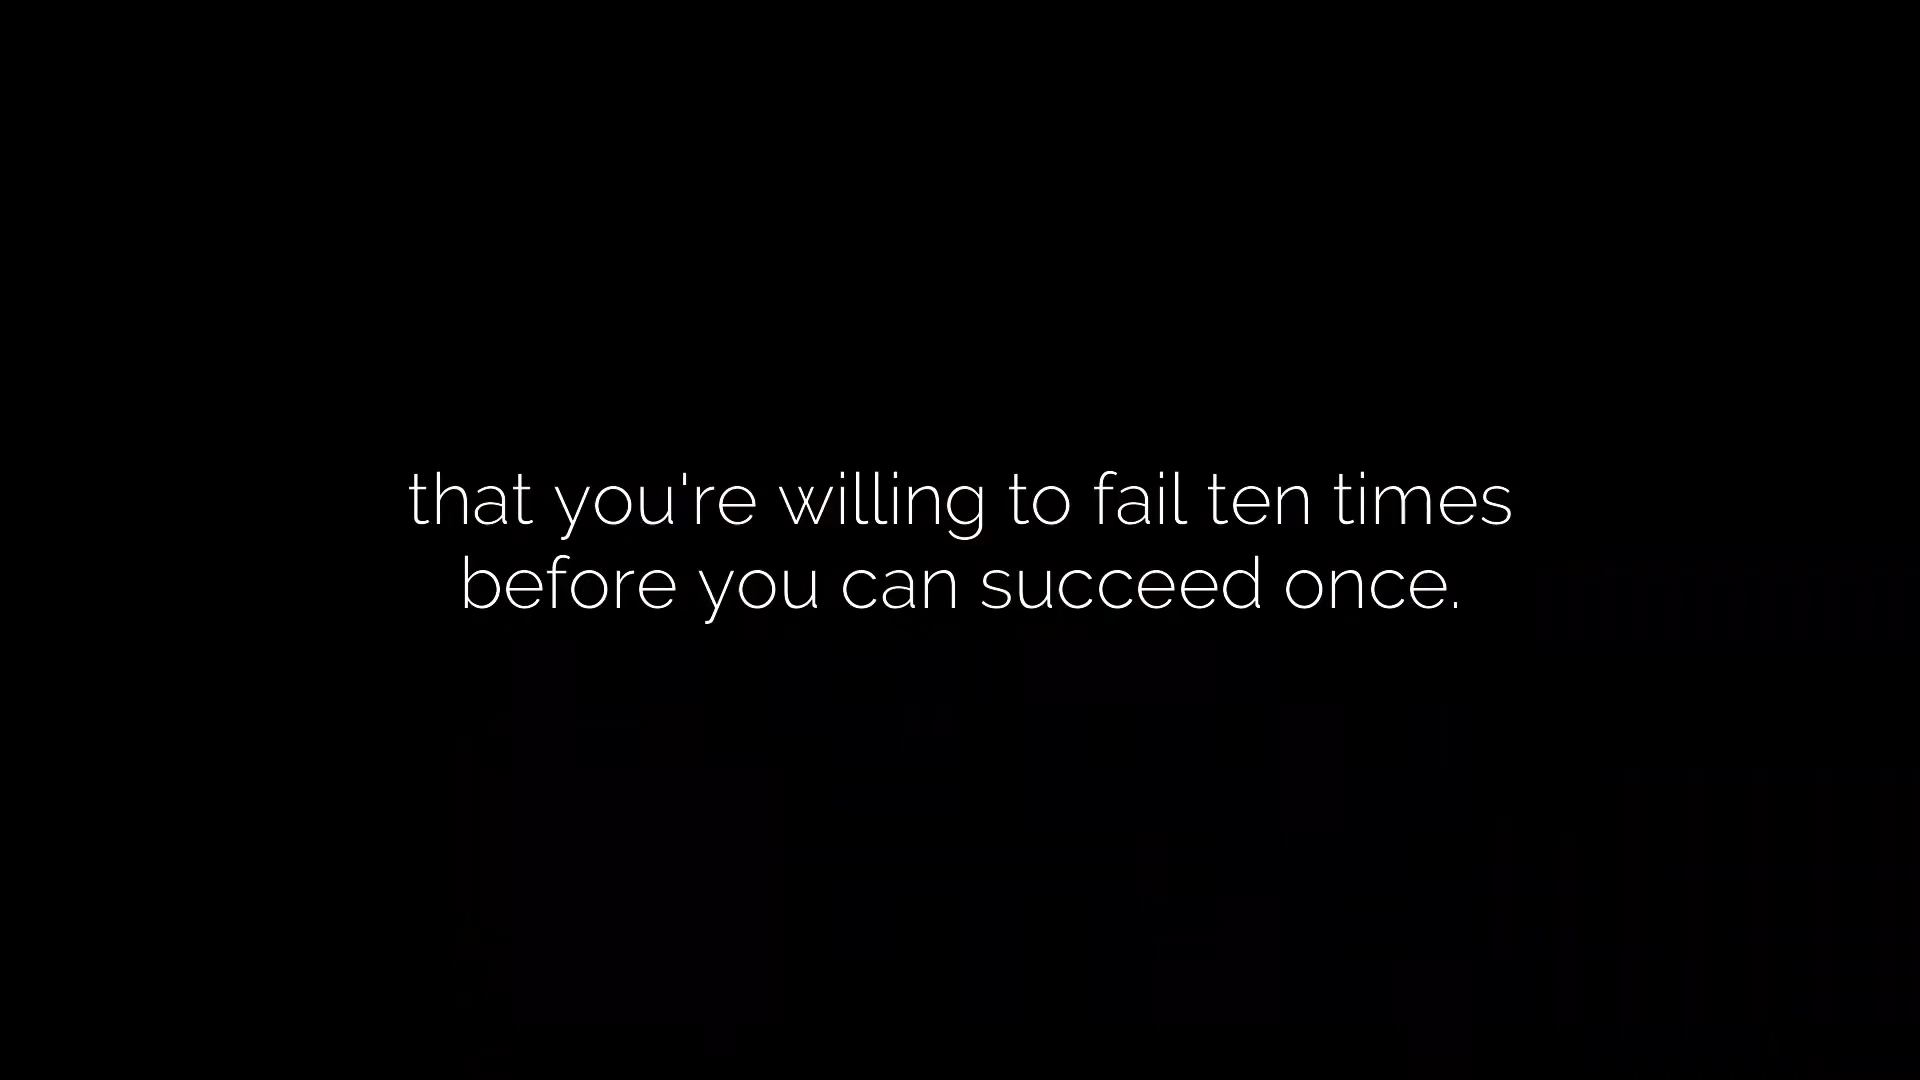 that you're willing to fail ten times
before you can succeed once.